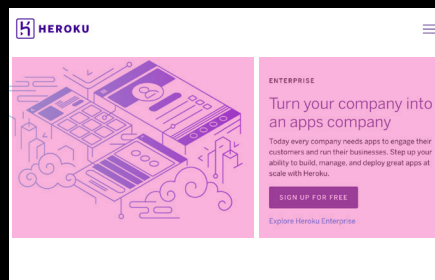 HEROKU
ENTERPRISE
Turn your company into
an apps company
Today every company needs apps to engage their
customers and run their businesses. Step up your
ability to build, manage, and deploy great apps at
scale with Heroku.
SIGN UP FOR FREE
Explore Heroku Enterprise